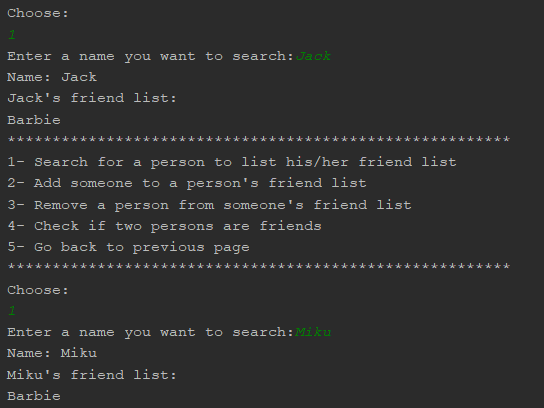 Choose:
1
Enter a name you want to search:Jack
Name: Jack
Jack's friend list:
Barbie
********************************************************
1- Search for a person to list his/her friend list
2- Add someone to a person's friend list
3- Remove a person from someone's friend list
4- Check if two persons are friends
5- Go back to previous page
********************************************************
Choose:
1
Enter a name you want to search:Miku
Name: Miku
Miku's friend list:
Barbie